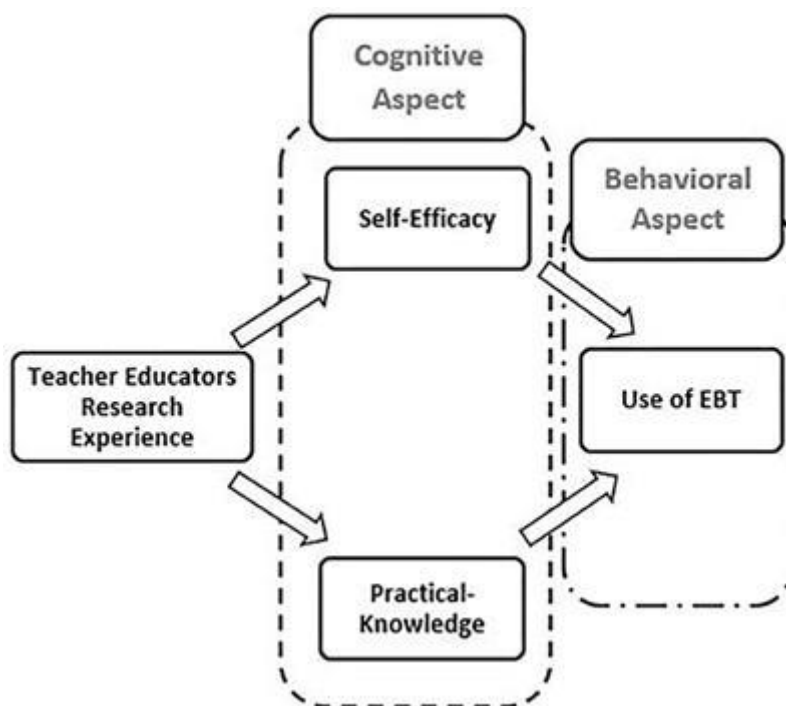 Cognitive
Aspect
Self-Efficacy
Behavioral
Aspect
Teacher Educators
Research
Experience
Use of EBT
Practical-
Knowledge